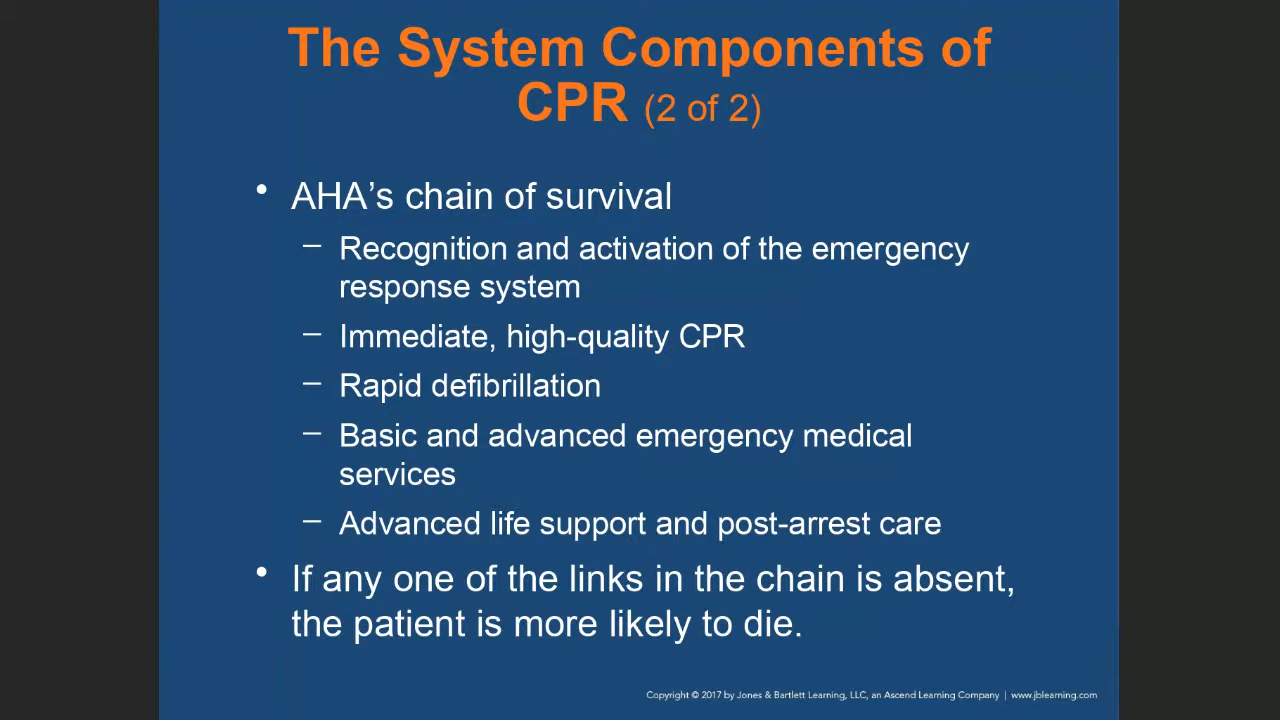 The System Components of
CPR (2 of 2)
• AHA’s chain of survival
– Recognition and activation of the emergency
response system
– Immediate, high-quality CPR
– Rapid defibrillation
– Basic and advanced emergency medical
services
– Advanced life support and post-arrest care
• If any one of the links in the chain is absent,
the patient is more likely to die.
Copyright © 2017 by Jones & Bartlett Learning, LLC, an Ascend Learning Company | www.jblearning.com